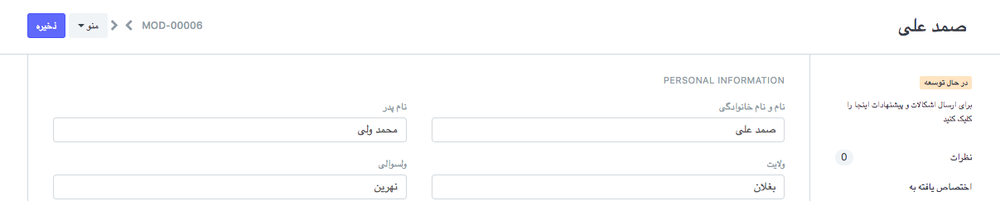 صمد علی
MOD-00006
منو
ذخیره
در حال توسعه
برای ارسال اشکالات و پیشنهادات اینجا را
کلیک کنید
نظرات
0
اختصاص یافته به
PERSONAL INFORMATION
نام و نام خانوادگی
صمد علی
نام پدر
محمد ولی
ولایت
بغلان
ولسوالی
نهرین